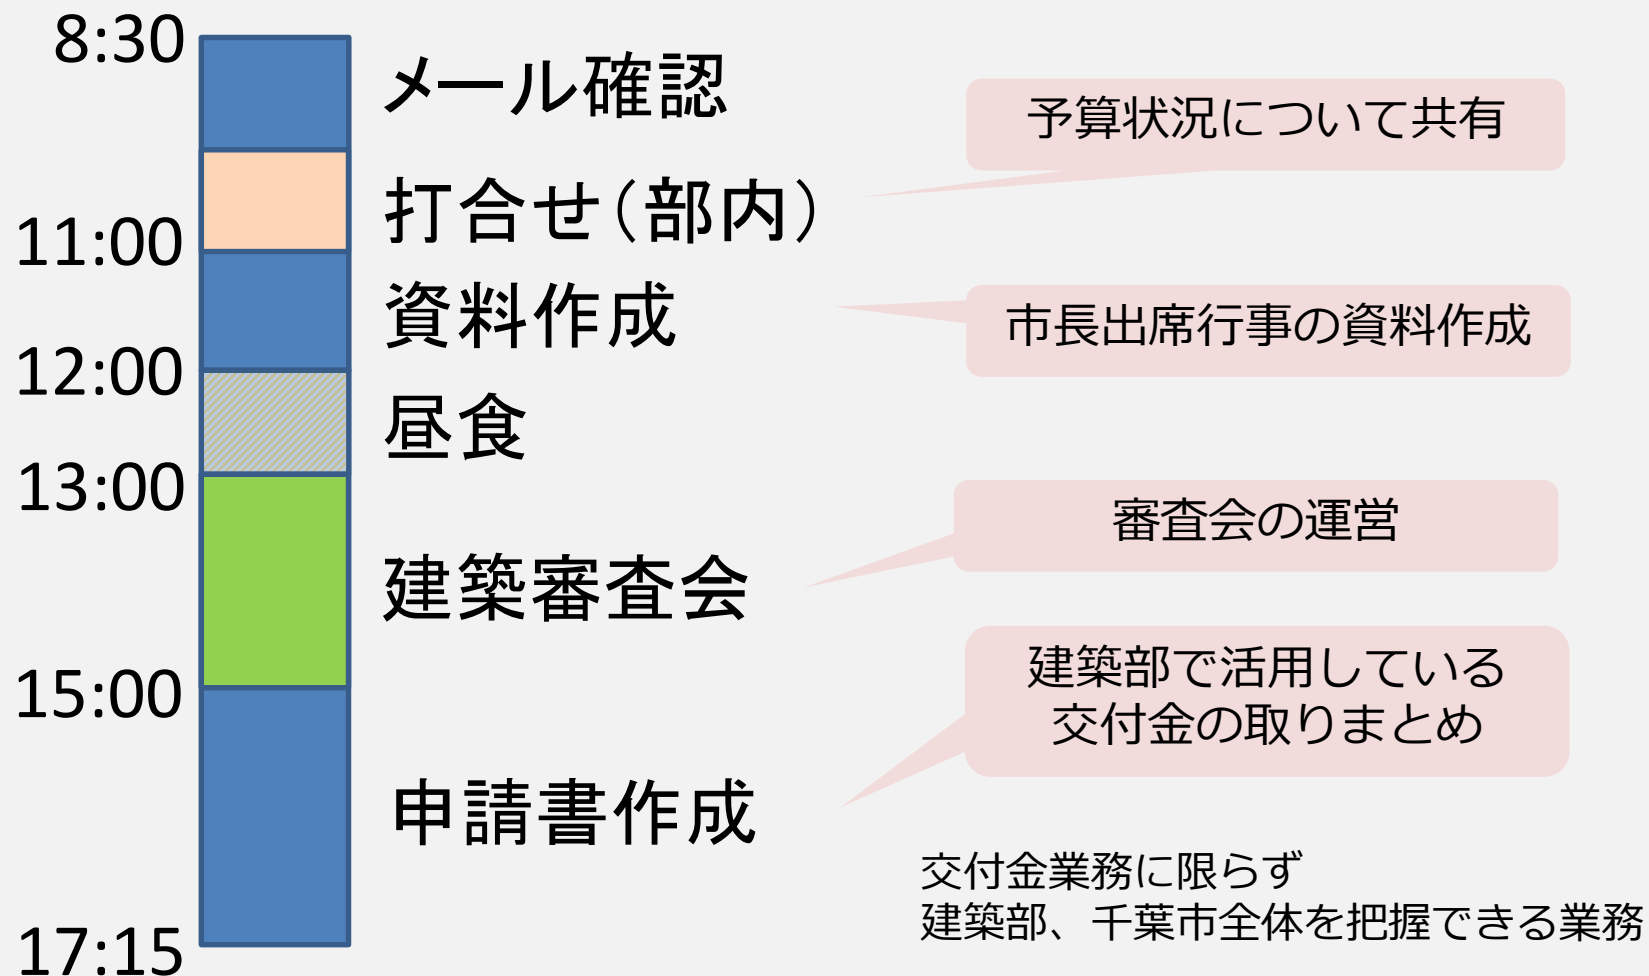 8:30
メール確認
予算状況について共有
打合せ（部内）
11:00
資料作成
市長出席行事の資料作成
12:00
昼食
13:00
審査会の運営
建築審査会
15:00
建築部で活用している
交付金の取りまとめ
申請書作成
交付金業務に限らず
建築部、千葉市全体を把握できる業務
17:15